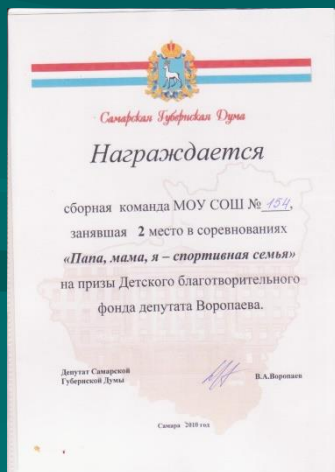 Самарская Губернская Дума
Награждается
сборная команда МОУ СОШ № 154,
занявшая 2 место в соревнованиях
«Папа, мама, я – спортивная семья»
на призы Детского благотворительного
фонда депутата Воропаева.
Депутат Самарской
Губернской Думы
В.А.Воропаев
Самара 2010 год